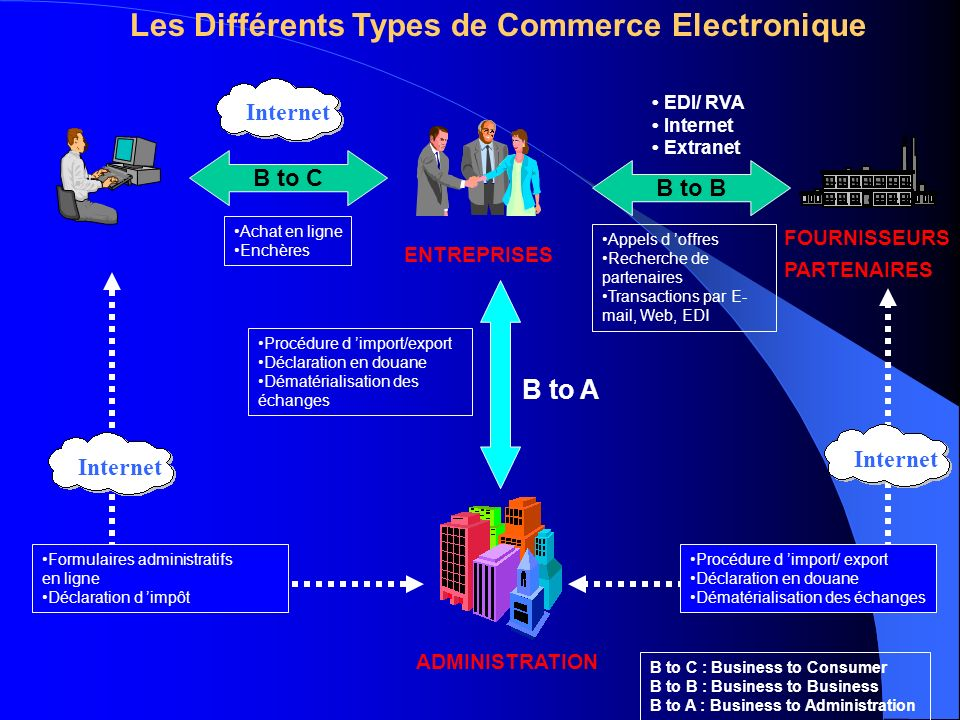 Les Différents Types de Commerce Electronique
Internet
• EDI/ RVA
• Internet
• Extranet
B to C
B to B
•Achat en ligne
•Enchères
ENTREPRISES
•Appels d ’offres
•Recherche de
partenaires
•Transactions par E-
mail, Web, EDI
FOURNISSEURS
PARTENAIRES
•Procédure d ’import/export
•Déclaration en douane
•Dématérialisation des
échanges
B to A
Internet
Internet
•Formulaires administratifs
en ligne
•Déclaration d ’impôt
•Procédure d ’import/ export
•Déclaration en douane
•Dématérialisation des échanges
ADMINISTRATION
B to C : Business to Consumer
B to B : Business to Business
B to A : Business to Administration